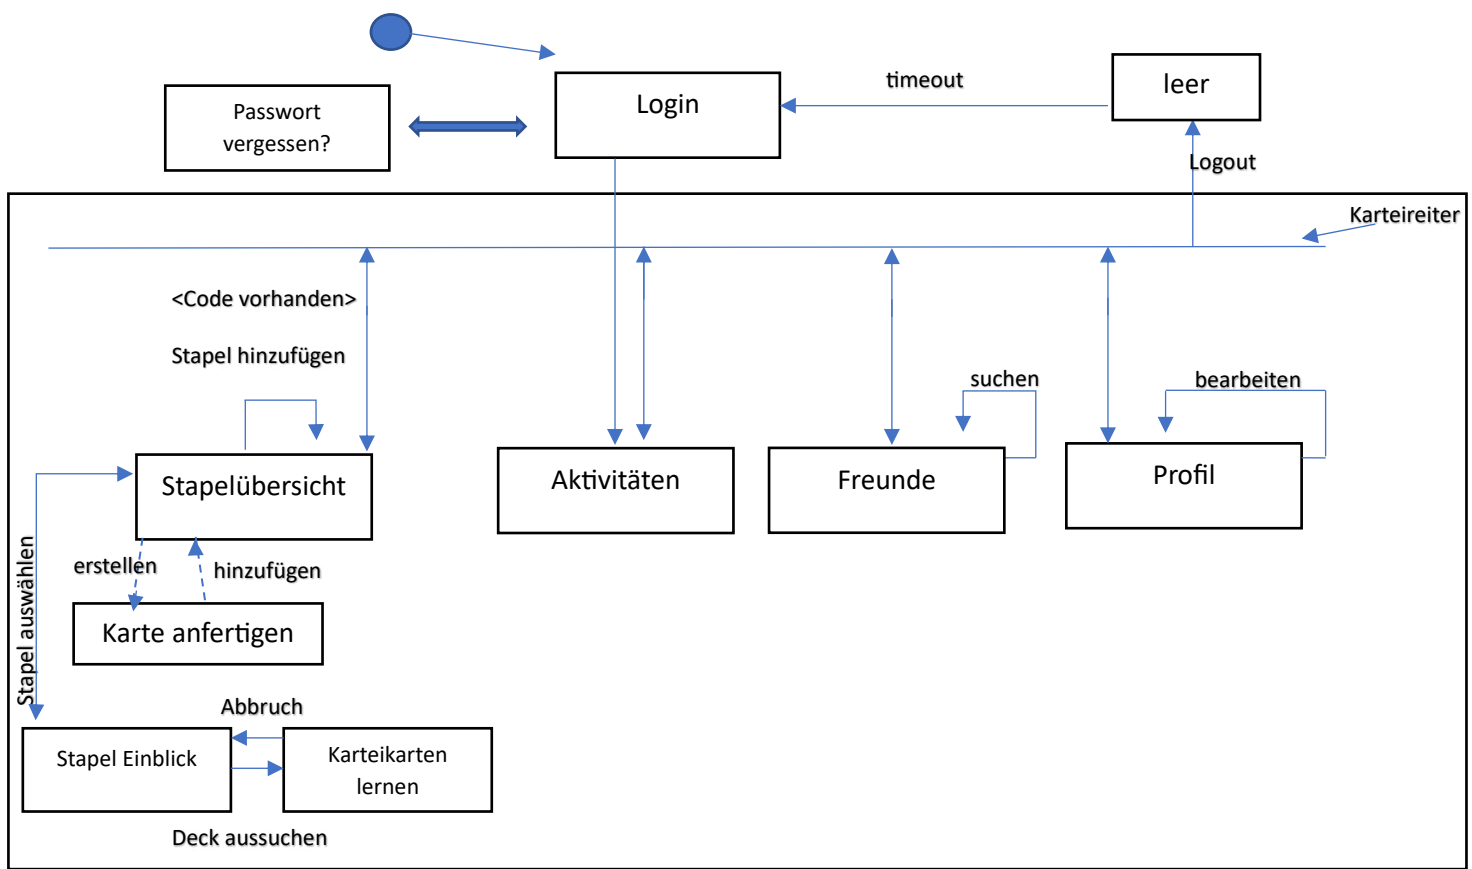 timeout
leer
Login
Passwort
vergessen?
Logout
Karteireiter
<Code vorhanden>
Stapel hinzufügen
suchen
bearbeiten
Stapelübersicht
Aktivitäten
Freunde
Profil
erstellen
hinzufügen
Stapel auswählen
Karte anfertigen
Abbruch
Stapel Einblick
Karteikarten
lernen
Deck aussuchen